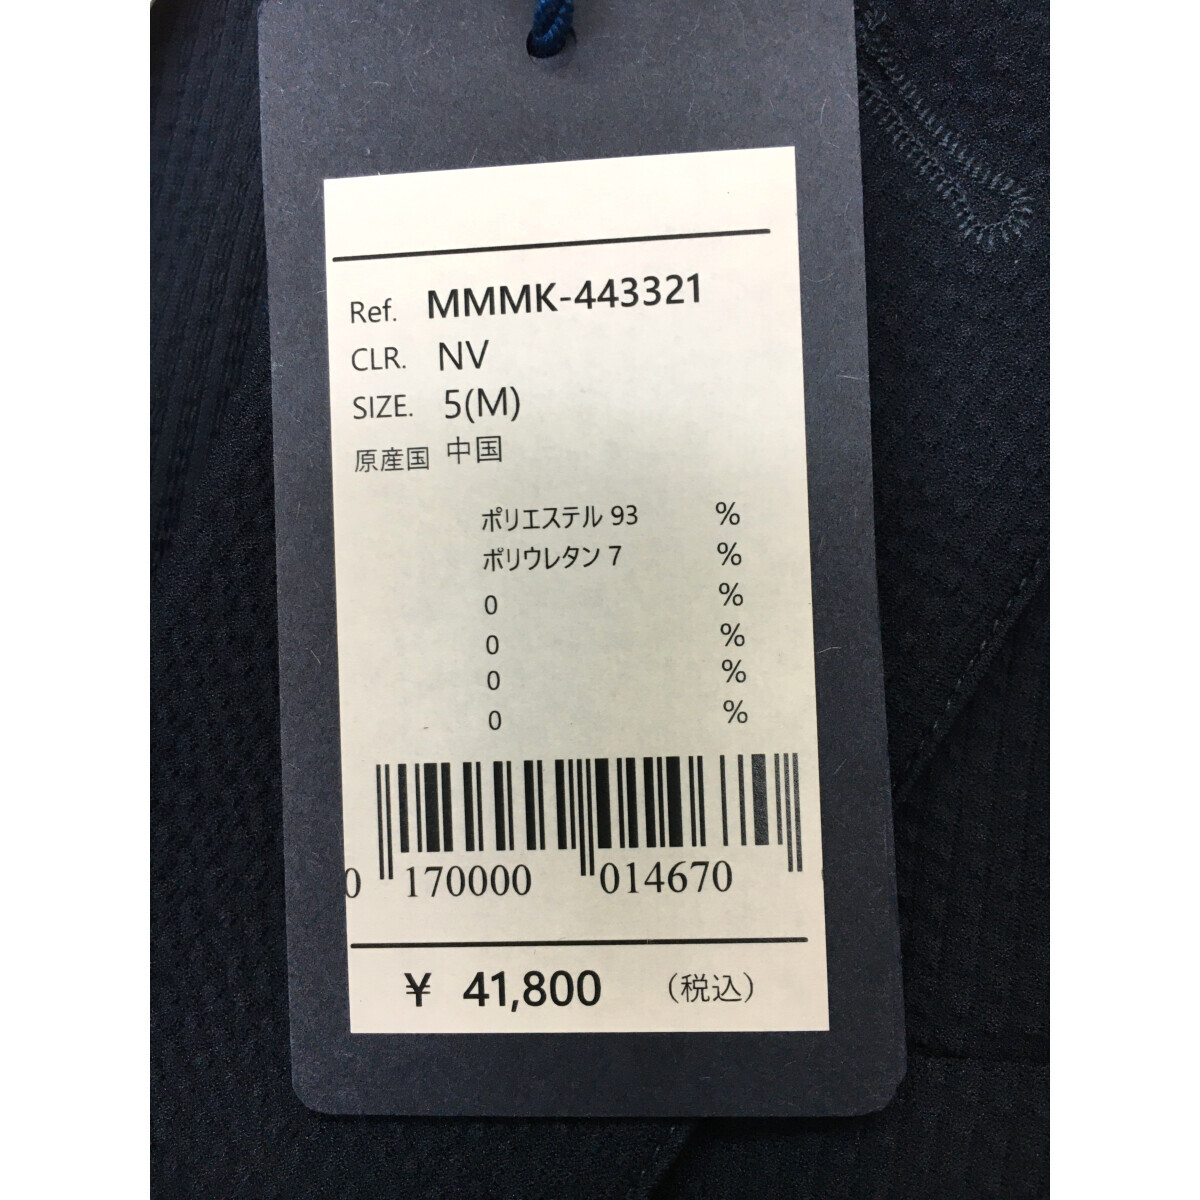 Ref. MMMK-443321
CLR. NV
SIZE. 5(M)
原産国 中国
ポリエステル 93 %
ポリウレタン 7 %
0 %
0 %
0 %
0 %
0 170000 014670
¥ 41,800 (税込)